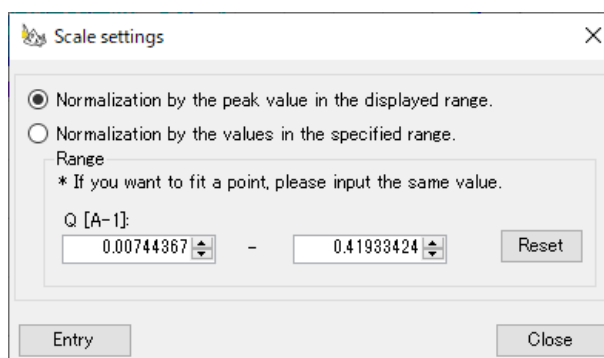 Scale settings
Normalization by the peak value in the displayed range.
Normalization by the values in the specified range.
Range
* If you want to fit a point, please input the same value.
Q [A-1]:
0.00744367 - 0.41933424 Reset
Entry Close